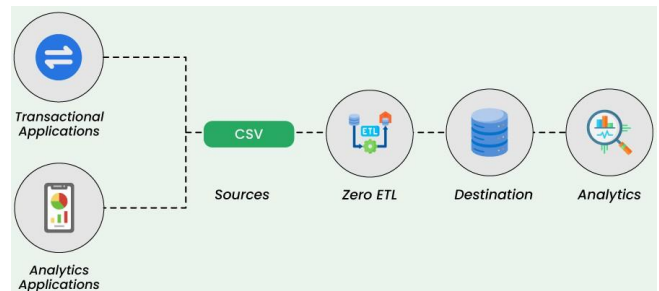 Transactional
Applications
CSV
ETL
Sources
Zero ETL
Destination
Analytics
Analytics
Applications